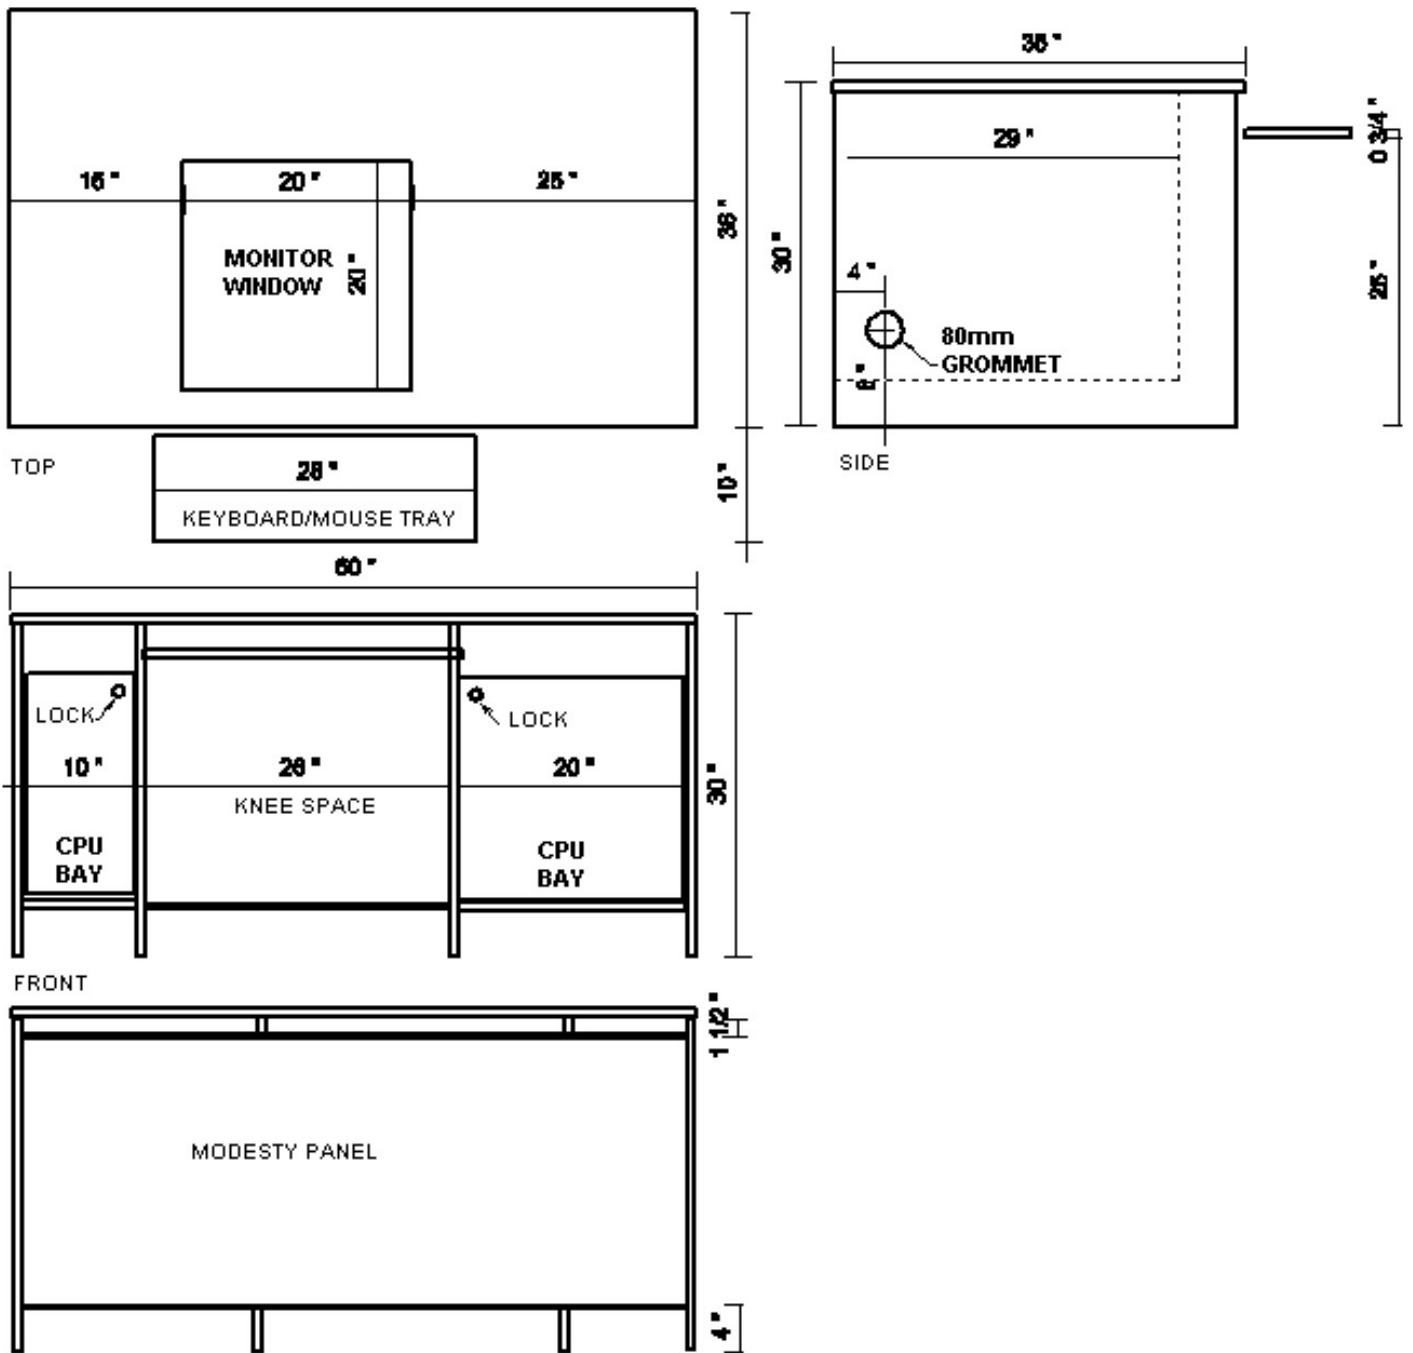 36 "
29 "
0 3/4 "
15 "
20 "
25 "
MONITOR
WINDOW
20 "
36 "
30 "
4 "
25 "
80mm
GROMMET
8 "
TOP
SIDE
28 "
KEYBOARD/MOUSE TRAY
10 "
60 "
LOCK
LOCK
10 "
26 "
20 "
30 "
KNEE SPACE
CPU
BAY
CPU
BAY
FRONT
1 1/2 "
MODESTY PANEL
4 "